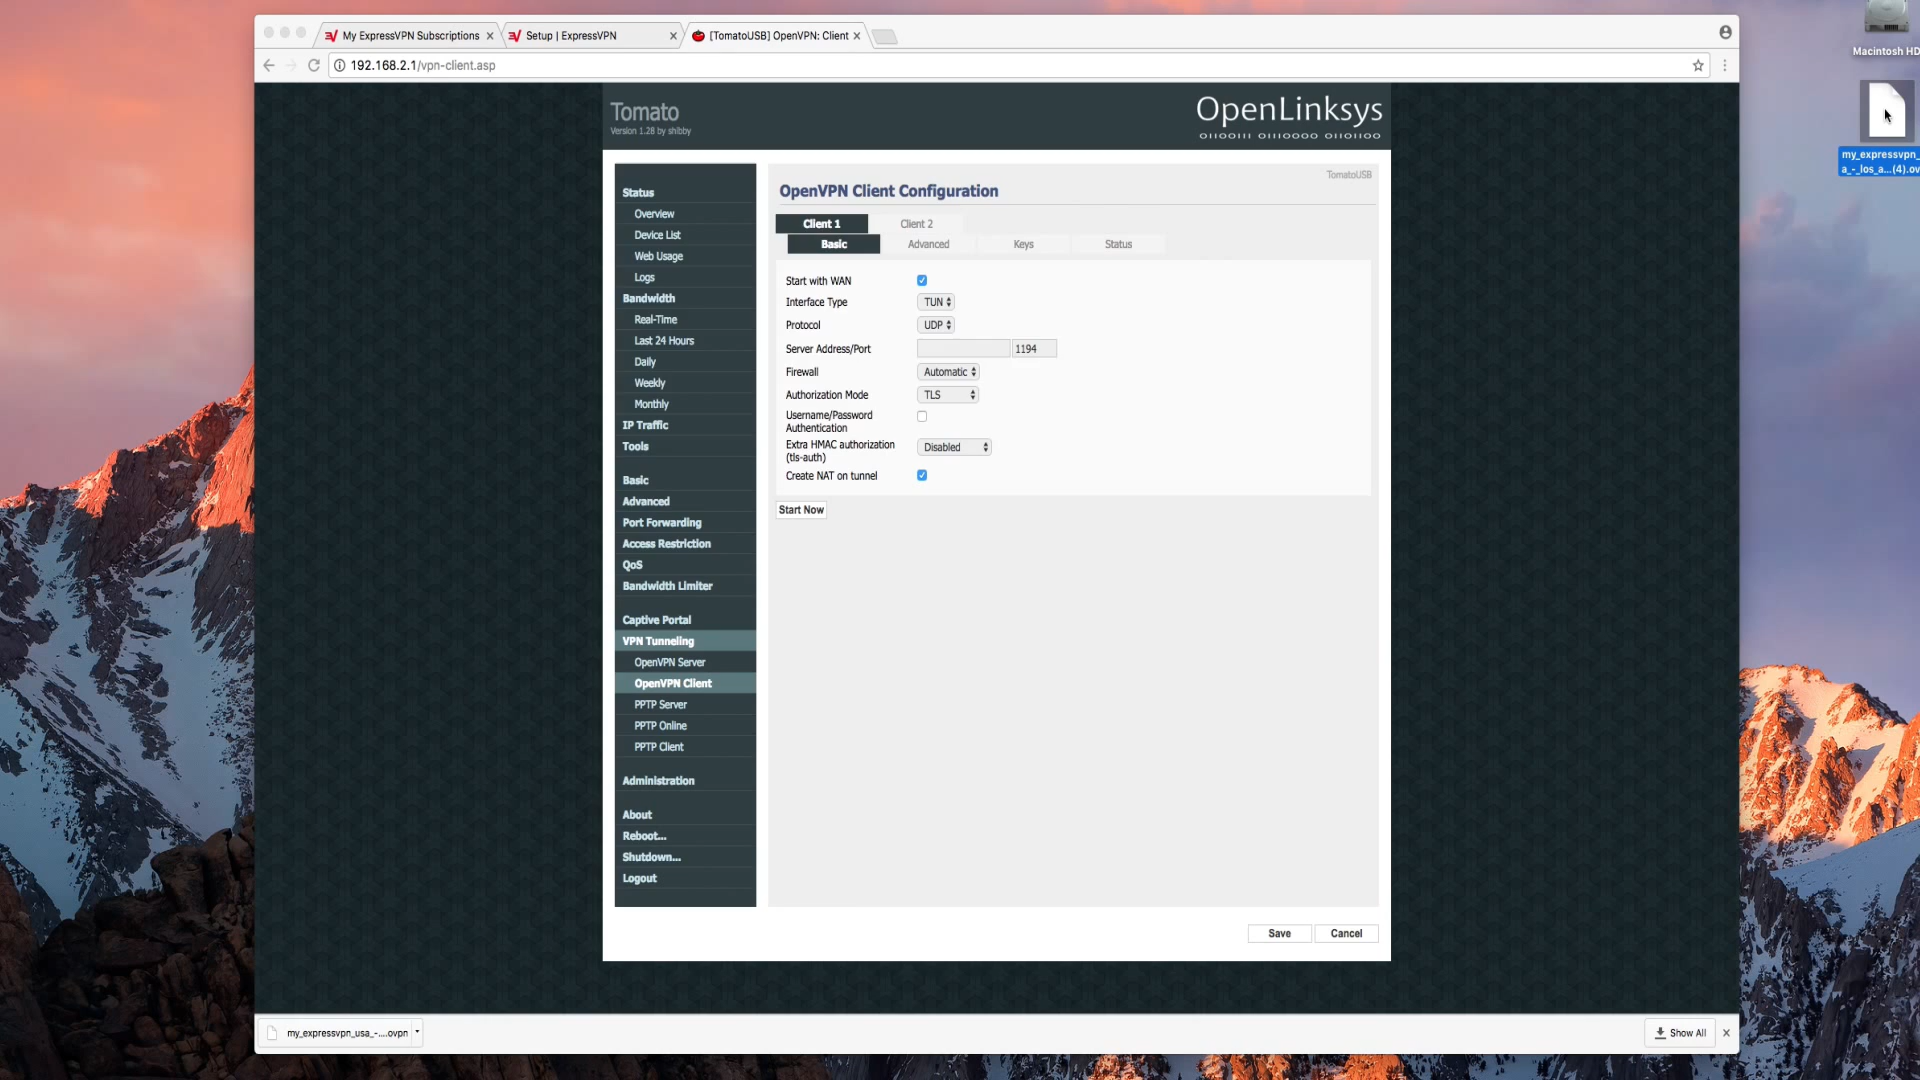 My ExpressVPN Subscriptions
Setup | ExpressVPN
[TomatoUSB] OpenVPN: Client
192.168.2.1/vpn-client.asp
Macintosh HD
my_expressvpn_
a_-_los_a...(4).ov
Tomato
Version 1.28 by shibby
OpenLinksys
01100111 01110000 01101100
TomatoUSB
Status
Overview
Device List
Web Usage
Logs
Bandwidth
Real-Time
Last 24 Hours
Daily
Weekly
Monthly
IP Traffic
Tools
Basic
Advanced
Port Forwarding
Access Restriction
QoS
Bandwidth Limiter
Captive Portal
VPN Tunneling
OpenVPN Server
OpenVPN Client
PPTP Server
PPTP Online
PPTP Client
Administration
About
Reboot...
Shutdown...
Logout
OpenVPN Client Configuration
Client 1 Client 2
Basic Advanced Keys Status
Start with WAN
Interface Type TUN
Protocol UDP
Server Address/Port 1194
Firewall Automatic
Authorization Mode TLS
Username/Password
Authentication
Extra HMAC authorization
(tls-auth) Disabled
Create NAT on tunnel
Start Now
Save Cancel
my_expressvpn_usa_-....ovpn
Show All